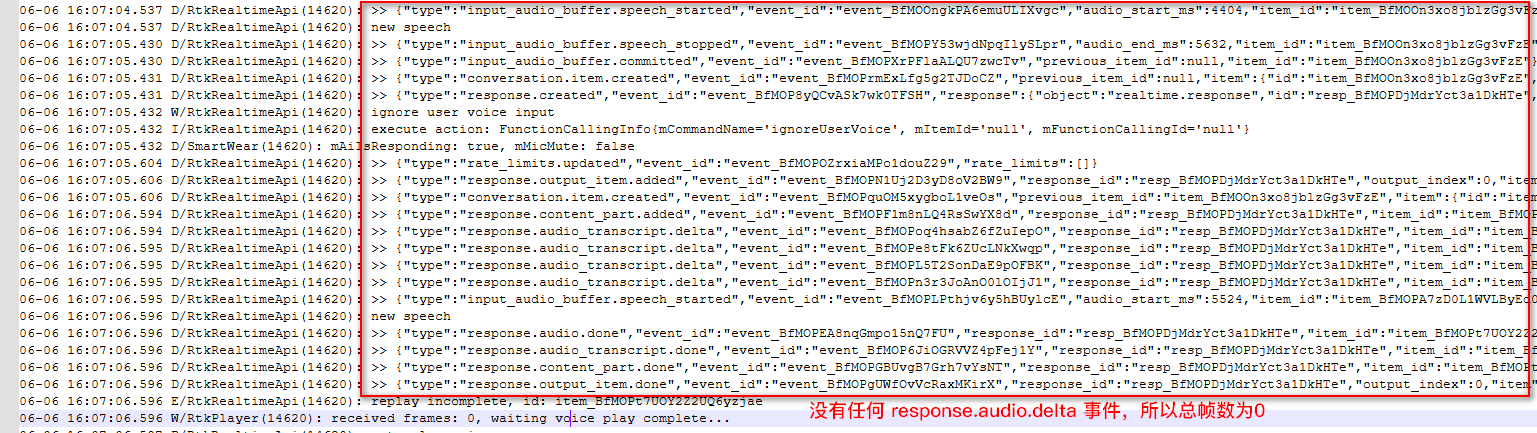 06-06 16:07:04.537 D/RtkRealtimeApi(14620): >> {"type":"input_audio_buffer.speech_started","event_id":"event_BfMOOngkPA6emuULIXvgc","audio_start_ms":4404,"item_id":"item_BfMOOn3xo8jblzGg3vFzE
06-06 16:07:04.537 D/RtkRealtimeApi(14620): new speech
06-06 16:07:05.430 D/RtkRealtimeApi(14620): >> {"type":"input_audio_buffer.speech_stopped","event_id":"event_BfMOPY53wjdNpqIlySLpr","audio_end_ms":5632,"item_id":"item_BfMOOn3xo8jblzGg3vFzE"
06-06 16:07:05.430 D/RtkRealtimeApi(14620): >> {"type":"input_audio_buffer.committed","event_id":"event_BfMOPXrPFlaALQU7zwcTv","previous_item_id":null,"item_id":"item_BfMOOn3xo8jblzGg3vFzE"}
06-06 16:07:05.431 D/RtkRealtimeApi(14620): >> {"type":"conversation.item.created","event_id":"event_BfMOPrmExLfg5g2TJDoCZ","previous_item_id":null,"item":{"id":"item_BfMOOn3xo8jblzGg3vFzE",
06-06 16:07:05.431 D/RtkRealtimeApi(14620): >> {"type":"response.created","event_id":"event_BfMOP8yQCvASk7wk0TFSH","response":{"object":"realtime.response","id":"resp_BfMOPDjMdrYct3a1DkHTe",
06-06 16:07:05.432 W/RtkRealtimeApi(14620): ignore user voice input
06-06 16:07:05.432 I/RtkRealtimeApi(14620): execute action: FunctionCallingInfo{mCommandName='ignoreUserVoice', mItemId='null', mFunctionCallingId='null'}
06-06 16:07:05.432 D/SmartWear(14620): mAiIsResponding: true, mMicMute: false
06-06 16:07:05.604 D/RtkRealtimeApi(14620): >> {"type":"rate_limits.updated","event_id":"event_BfMOPOZrxiaMPo1douZ29","rate_limits":[]}
06-06 16:07:05.606 D/RtkRealtimeApi(14620): >> {"type":"response.output_item.added","event_id":"event_BfMOPN1Uj2D3yD8oV2BW9","response_id":"resp_BfMOPDjMdrYct3a1DkHTe","output_index":0,"item
06-06 16:07:05.606 D/RtkRealtimeApi(14620): >> {"type":"conversation.item.created","event_id":"event_BfMOPquOM5xygboL1veOs","previous_item_id":"item_BfMOOn3xo8jblzGg3vFzE","item":{"id":"item
06-06 16:07:06.594 D/RtkRealtimeApi(14620): >> {"type":"response.content_part.added","event_id":"event_BfMOPF1m8nLQ4RsSwYX8d","response_id":"resp_BfMOPDjMdrYct3a1DkHTe","item_id":"item_BfMOP
06-06 16:07:06.594 D/RtkRealtimeApi(14620): >> {"type":"response.audio_transcript.delta","event_id":"event_BfMOPoq4hsabZ6fZuIepO","response_id":"resp_BfMOPDjMdrYct3a1DkHTe","item_id":"item_B
06-06 16:07:06.595 D/RtkRealtimeApi(14620): >> {"type":"response.audio_transcript.delta","event_id":"event_BfMOPe8tFk6ZUcLNkXwqp","response_id":"resp_BfMOPDjMdrYct3a1DkHTe","item_id":"item_B
06-06 16:07:06.595 D/RtkRealtimeApi(14620): >> {"type":"response.audio_transcript.delta","event_id":"event_BfMOPL5T2SonDaE9pOFBK","response_id":"resp_BfMOPDjMdrYct3a1DkHTe","item_id":"item_B
06-06 16:07:06.595 D/RtkRealtimeApi(14620): >> {"type":"response.audio_transcript.delta","event_id":"event_BfMOPn3r3JoAnO0lOIjJ1","response_id":"resp_BfMOPDjMdrYct3a1DkHTe","item_id":"item_B
06-06 16:07:06.595 D/RtkRealtimeApi(14620): >> {"type":"input_audio_buffer.speech_started","event_id":"event_BfMOPLPthjv6y5hBUylcE","audio_start_ms":5524,"item_id":"item_BfMOPA7zD0L1WVLByEc0
06-06 16:07:06.595 D/RtkRealtimeApi(14620): new speech
06-06 16:07:06.596 D/RtkRealtimeApi(14620): >> {"type":"response.audio.done","event_id":"event_BfMOPEA8nqGmpo15nQ7FU","response_id":"resp_BfMOPDjMdrYct3a1DkHTe","item_id":"item_BfMOPt7UOY2Z2
06-06 16:07:06.596 D/RtkRealtimeApi(14620): >> {"type":"response.audio_transcript.done","event_id":"event_BfMOP6JiOGRVVZ4pFej1Y","response_id":"resp_BfMOPDjMdrYct3a1DkHTe","item_id":"item_Bf
06-06 16:07:06.596 D/RtkRealtimeApi(14620): >> {"type":"response.content_part.done","event_id":"event_BfMOPGBUvgB7Grh7vYsNT","response_id":"resp_BfMOPDjMdrYct3a1DkHTe","item_id":"item_BfMOPt
06-06 16:07:06.596 D/RtkRealtimeApi(14620): >> {"type":"response.output_item.done","event_id":"event_BfMOPgUWfOvVcRaxMKirX","response_id":"resp_BfMOPDjMdrYct3a1DkHTe","output_index":0,"item"
06-06 16:07:06.596 E/RtkRealtimeApi(14620): replay incomplete, id: item_BfMOPt7UOY2Z2UQ6yzjae
没有任何 response.audio.delta 事件，所以总帧数为0
06-06 16:07:06.596 W/RtkPlayer(14620): received frames: 0, waiting voice play complete...